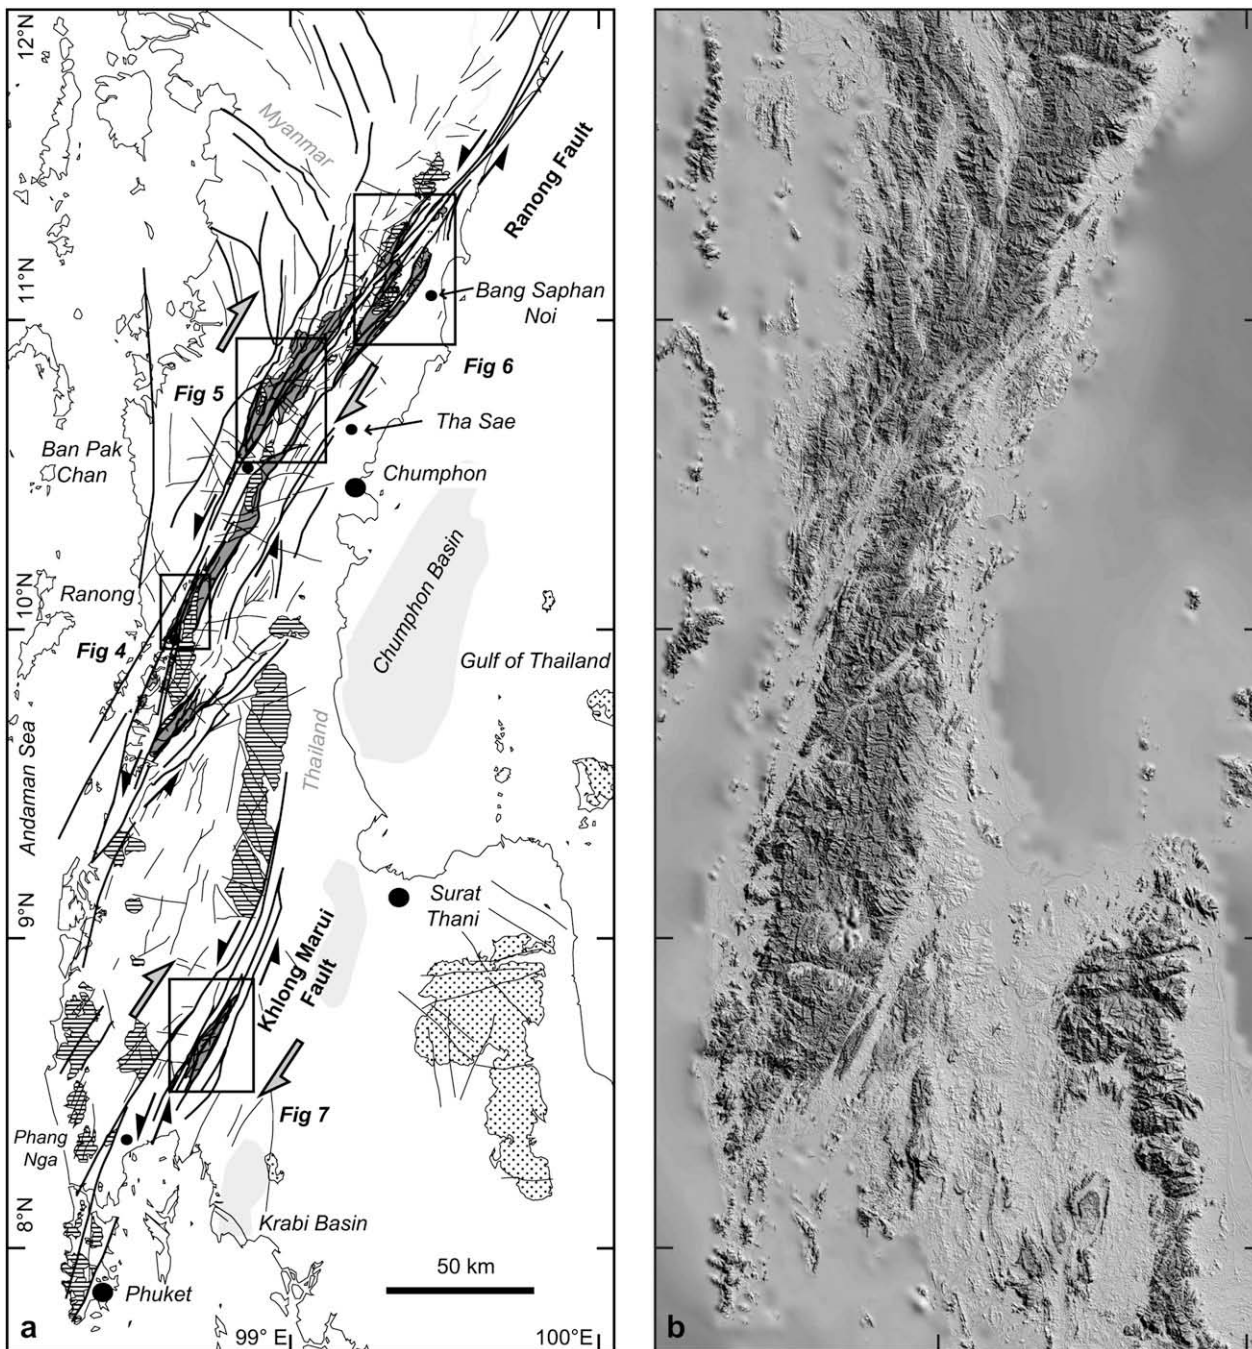 12°N
Myanmar
Ranong Fault
11°N
Bang Saphan
Noi
Fig 6
Fig 5
Tha Sae
Ban Pak
Chan
Chumphon
Chumphon Basin
10°N
Ranong
Fig 4
Gulf of Thailand
Andaman Sea
Thailand
9°N
Surat
Thani
Khlong Marui
Fault
Fig 7
Phang
Nga
8°N
Krabi Basin
50 km
Phuket
a
99° E
100°E
b